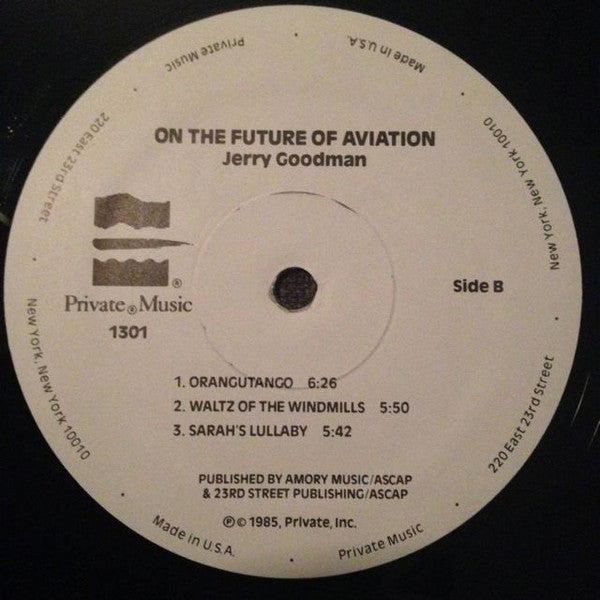 ON THE FUTURE OF AVIATION
Jerry Goodman
Private® Music
1301
Side B
1. ORANGUTANGO 6:26
2. WALTZ OF THE WINDMILLS 5:50
3. SARAH'S LULLABY 5:42
PUBLISHED BY AMORY MUSIC/ASCAP
& 23RD STREET PUBLISHING/ASCAP
℗ © 1985, Private, Inc.
Private Music · Made in U.S.A. · New York, New York 10010 · 220 East 23rd Street · Private Music · Made in U.S.A. · New York, New York 10010 · 220 East 23rd Street ·
®